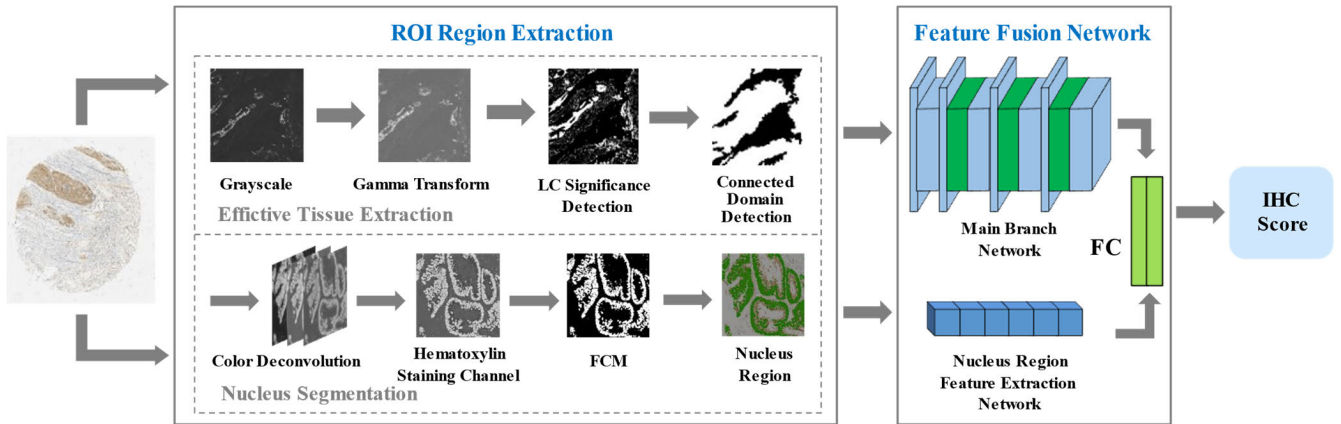 ROI Region Extraction
Grayscale
Gamma Transform
LC Significance
Detection
Connected
Domain
Detection
Effictive Tissue Extraction
Color Deconvolution
Hematoxylin
Staining Channel
FCM
Nucleus
Region
Nucleus Segmentation
Feature Fusion Network
Main Branch
Network
FC
Nucleus Region
Feature Extraction
Network
IHC
Score